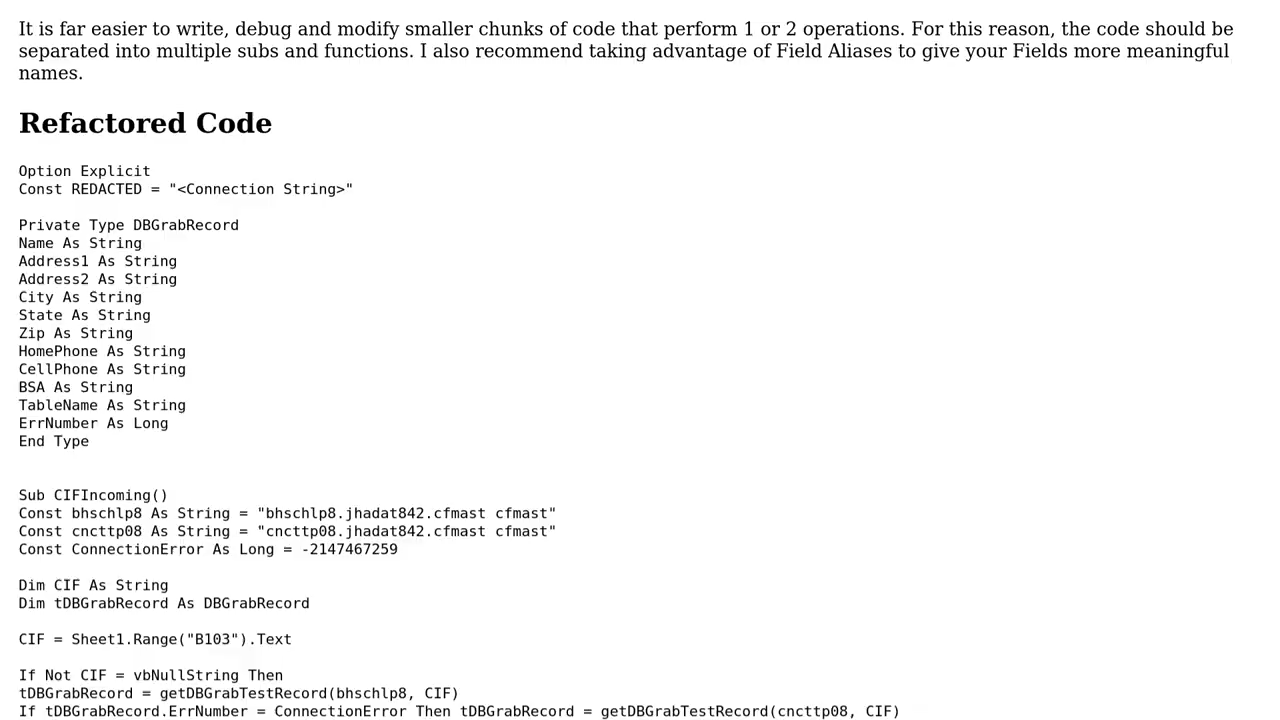 It is far easier to write, debug and modify smaller chunks of code that perform 1 or 2 operations. For this reason, the code should be
separated into multiple subs and functions. I also recommend taking advantage of Field Aliases to give your Fields more meaningful
names.
Refactored Code
Option Explicit
Const REDACTED = "<Connection String>"
Private Type DBGrabRecord
Name As String
Address1 As String
Address2 As String
City As String
State As String
Zip As String
HomePhone As String
CellPhone As String
BSA As String
TableName As String
ErrNumber As Long
End Type
Sub CIFIncoming()
Const bhschlp8 As String = "bhschlp8.jhadat842.cfmast cfmast"
Const cncttp08 As String = "cncttp08.jhadat842.cfmast cfmast"
Const ConnectionError As Long = -2147467259
Dim CIF As String
Dim tDBGrabRecord As DBGrabRecord
CIF = Sheet1.Range("B103").Text
If Not CIF = vbNullString Then
tDBGrabRecord = getDBGrabTestRecord(bhschlp8, CIF)
If tDBGrabRecord.ErrNumber = ConnectionError Then tDBGrabRecord = getDBGrabTestRecord(cncttp08, CIF)